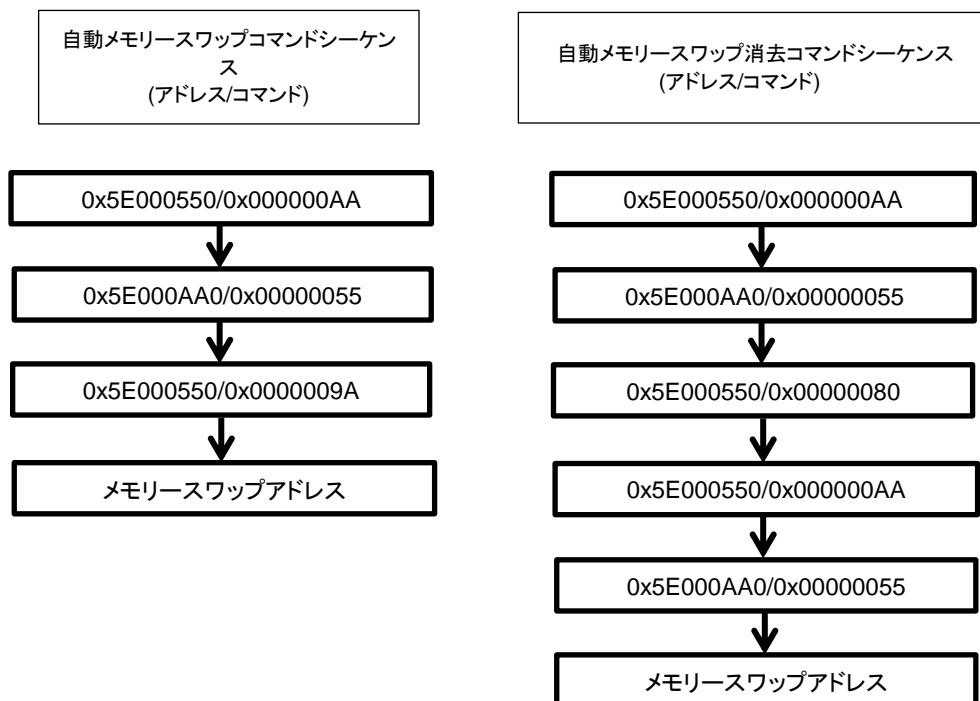 自動メモリースワップコマンドシーケン
ス
(アドレス/コマンド)
0x5E000550/0x000000AA
0x5E000AA0/0x00000055
0x5E000550/0x0000009A
メモリースワップアドレス
自動メモリースワップ消去コマンドシーケンス
(アドレス/コマンド)
0x5E000550/0x000000AA
0x5E000AA0/0x00000055
0x5E000550/0x00000080
0x5E000550/0x000000AA
0x5E000AA0/0x00000055
メモリースワップアドレス